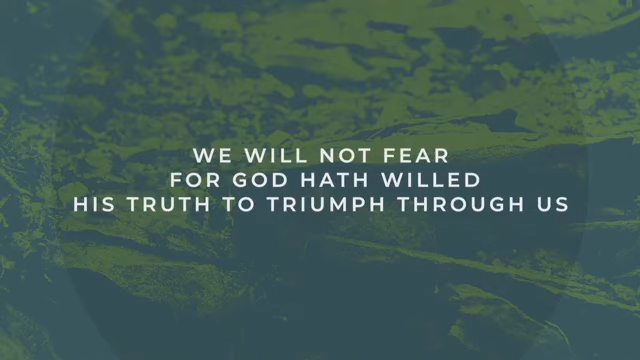 WE WILL NOT FEAR
FOR GOD HATH WILLED
HIS TRUTH TO TRIUMPH THROUGH US